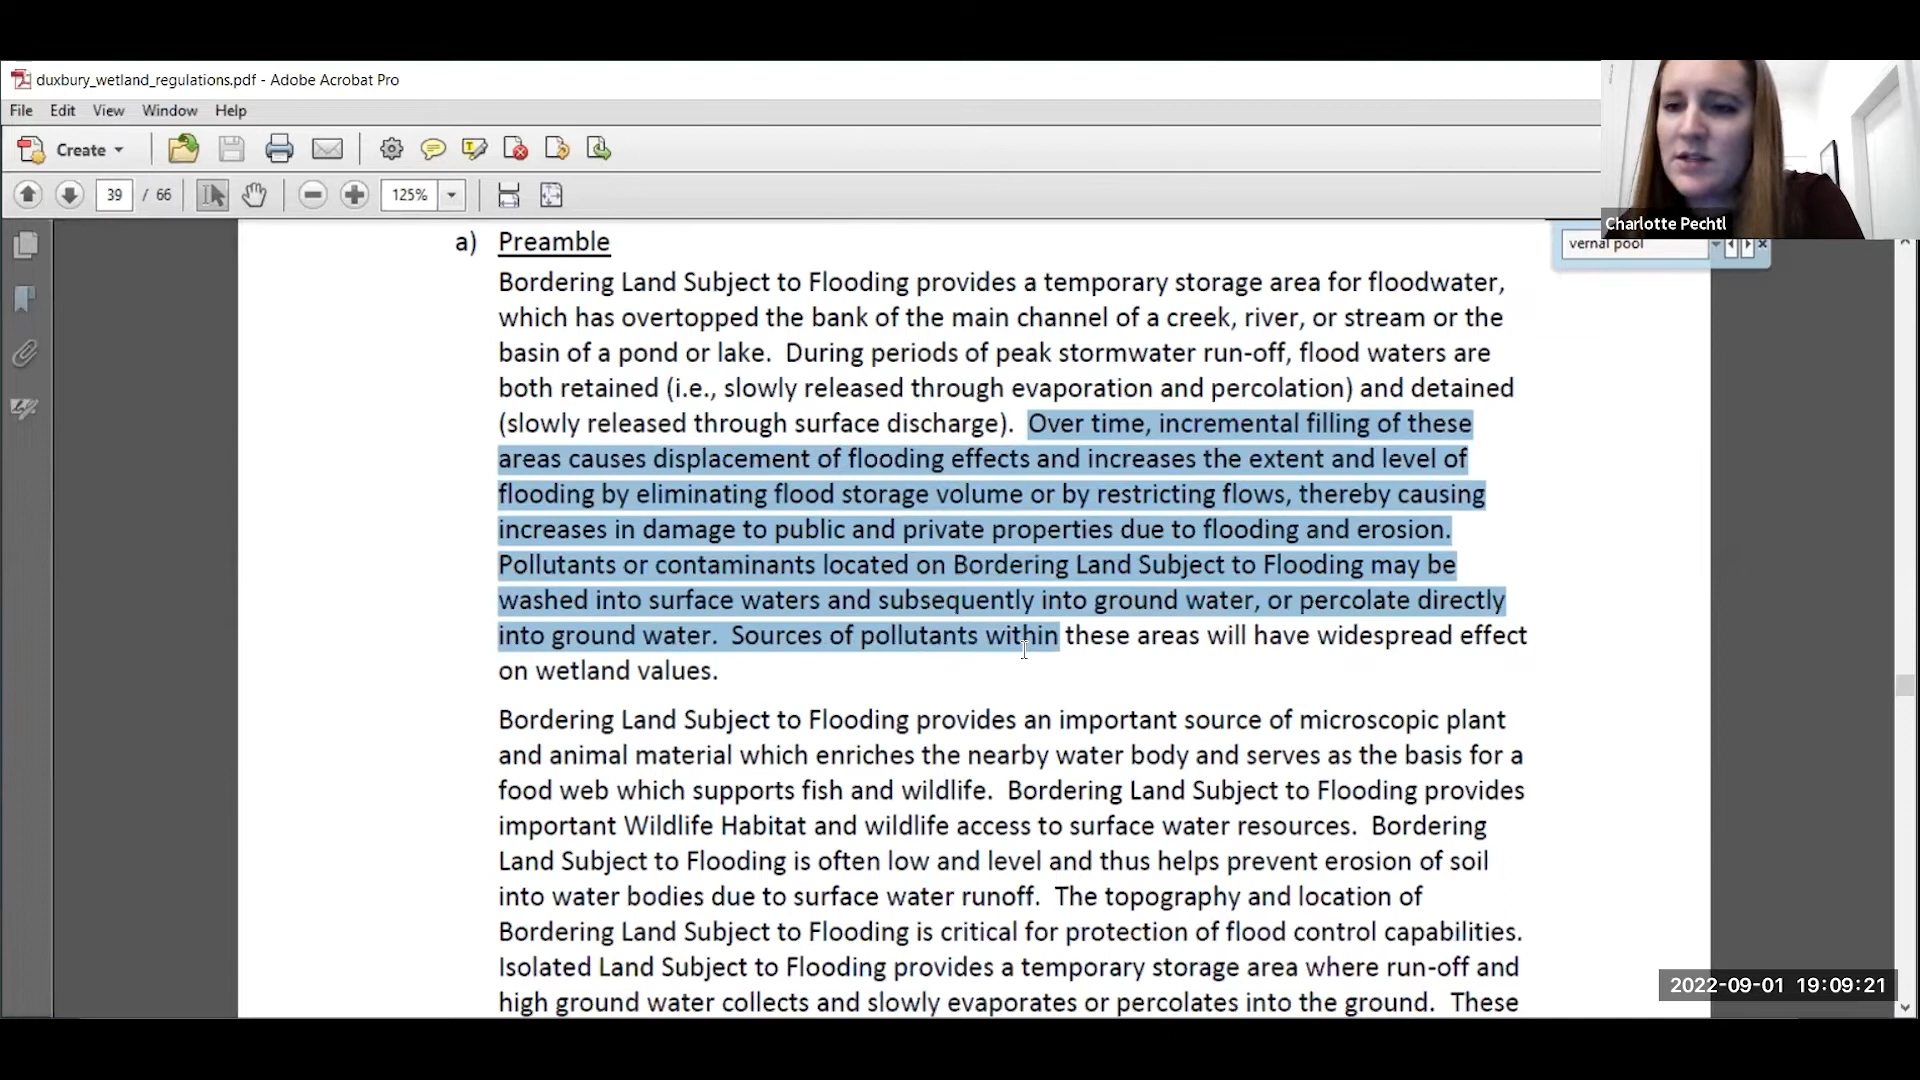 duxbury_wetland_regulations.pdf - Adobe Acrobat Pro
File Edit View Window Help
Create
39 / 66 125%
Charlotte Pechtl
vernal pool
a) Preamble
Bordering Land Subject to Flooding provides a temporary storage area for floodwater,
which has overtopped the bank of the main channel of a creek, river, or stream or the
basin of a pond or lake. During periods of peak stormwater run-off, flood waters are
both retained (i.e., slowly released through evaporation and percolation) and detained
(slowly released through surface discharge). Over time, incremental filling of these
areas causes displacement of flooding effects and increases the extent and level of
flooding by eliminating flood storage volume or by restricting flows, thereby causing
increases in damage to public and private properties due to flooding and erosion.
Pollutants or contaminants located on Bordering Land Subject to Flooding may be
washed into surface waters and subsequently into ground water, or percolate directly
into ground water. Sources of pollutants within these areas will have widespread effect
on wetland values.
Bordering Land Subject to Flooding provides an important source of microscopic plant
and animal material which enriches the nearby water body and serves as the basis for a
food web which supports fish and wildlife. Bordering Land Subject to Flooding provides
important Wildlife Habitat and wildlife access to surface water resources. Bordering
Land Subject to Flooding is often low and level and thus helps prevent erosion of soil
into water bodies due to surface water runoff. The topography and location of
Bordering Land Subject to Flooding is critical for protection of flood control capabilities.
Isolated Land Subject to Flooding provides a temporary storage area where run-off and
high ground water collects and slowly evaporates or percolates into the ground. These
2022-09-01 19:09:21